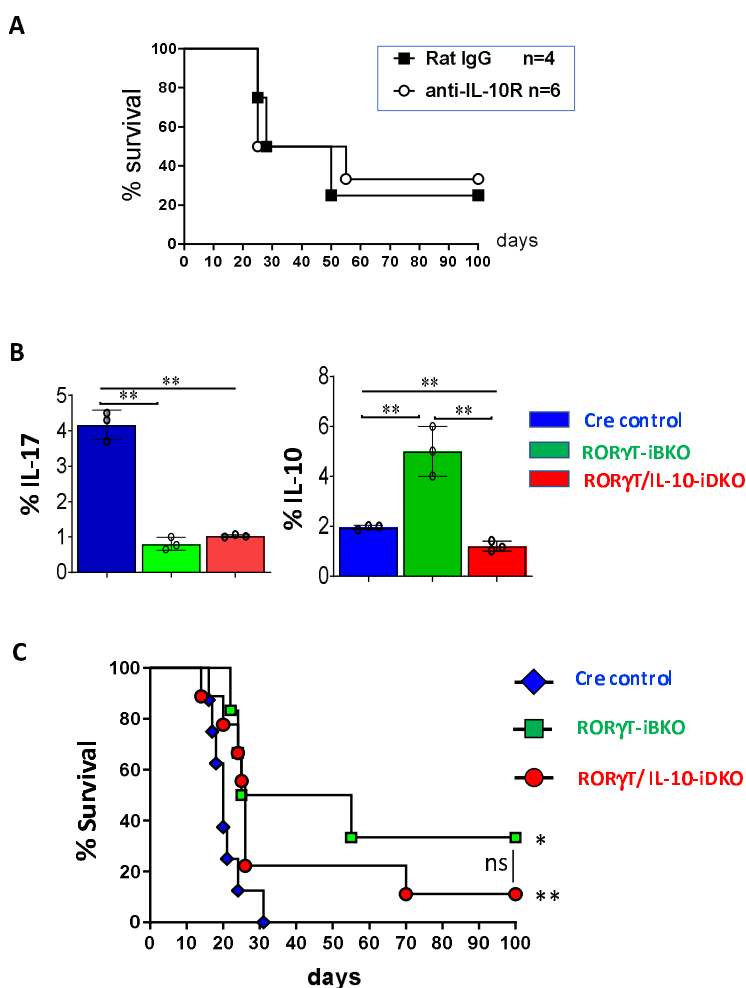 A
Rat IgG n=4
anti-IL-10R n=6
% survival
100
80
60
40
20
0
0 10 20 30 40 50 60 70 80 90 100
days
B
% IL-17
5
4
3
2
1
0
**
**
% IL-10
8
6
4
2
0
**
**
**
Cre control
RORγT-iBKO
RORγT/IL-10-iDKO
C
% Survival
100
80
60
40
20
0
0 10 20 30 40 50 60 70 80 90 100
days
*
ns
**
Cre control
RORγT-iBKO
RORγT/ IL-10-iDKO